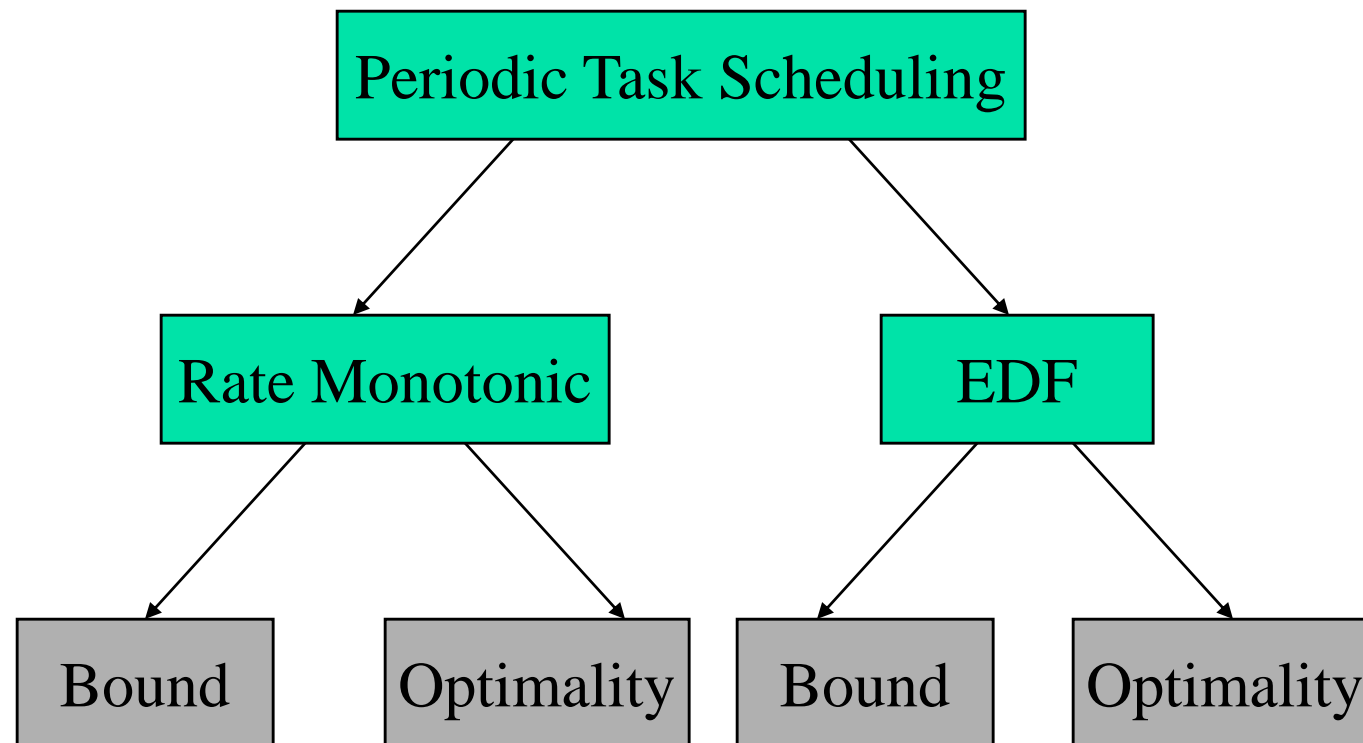 Periodic Task Scheduling
Rate Monotonic
EDF
Bound
Optimality
Bound
Optimality